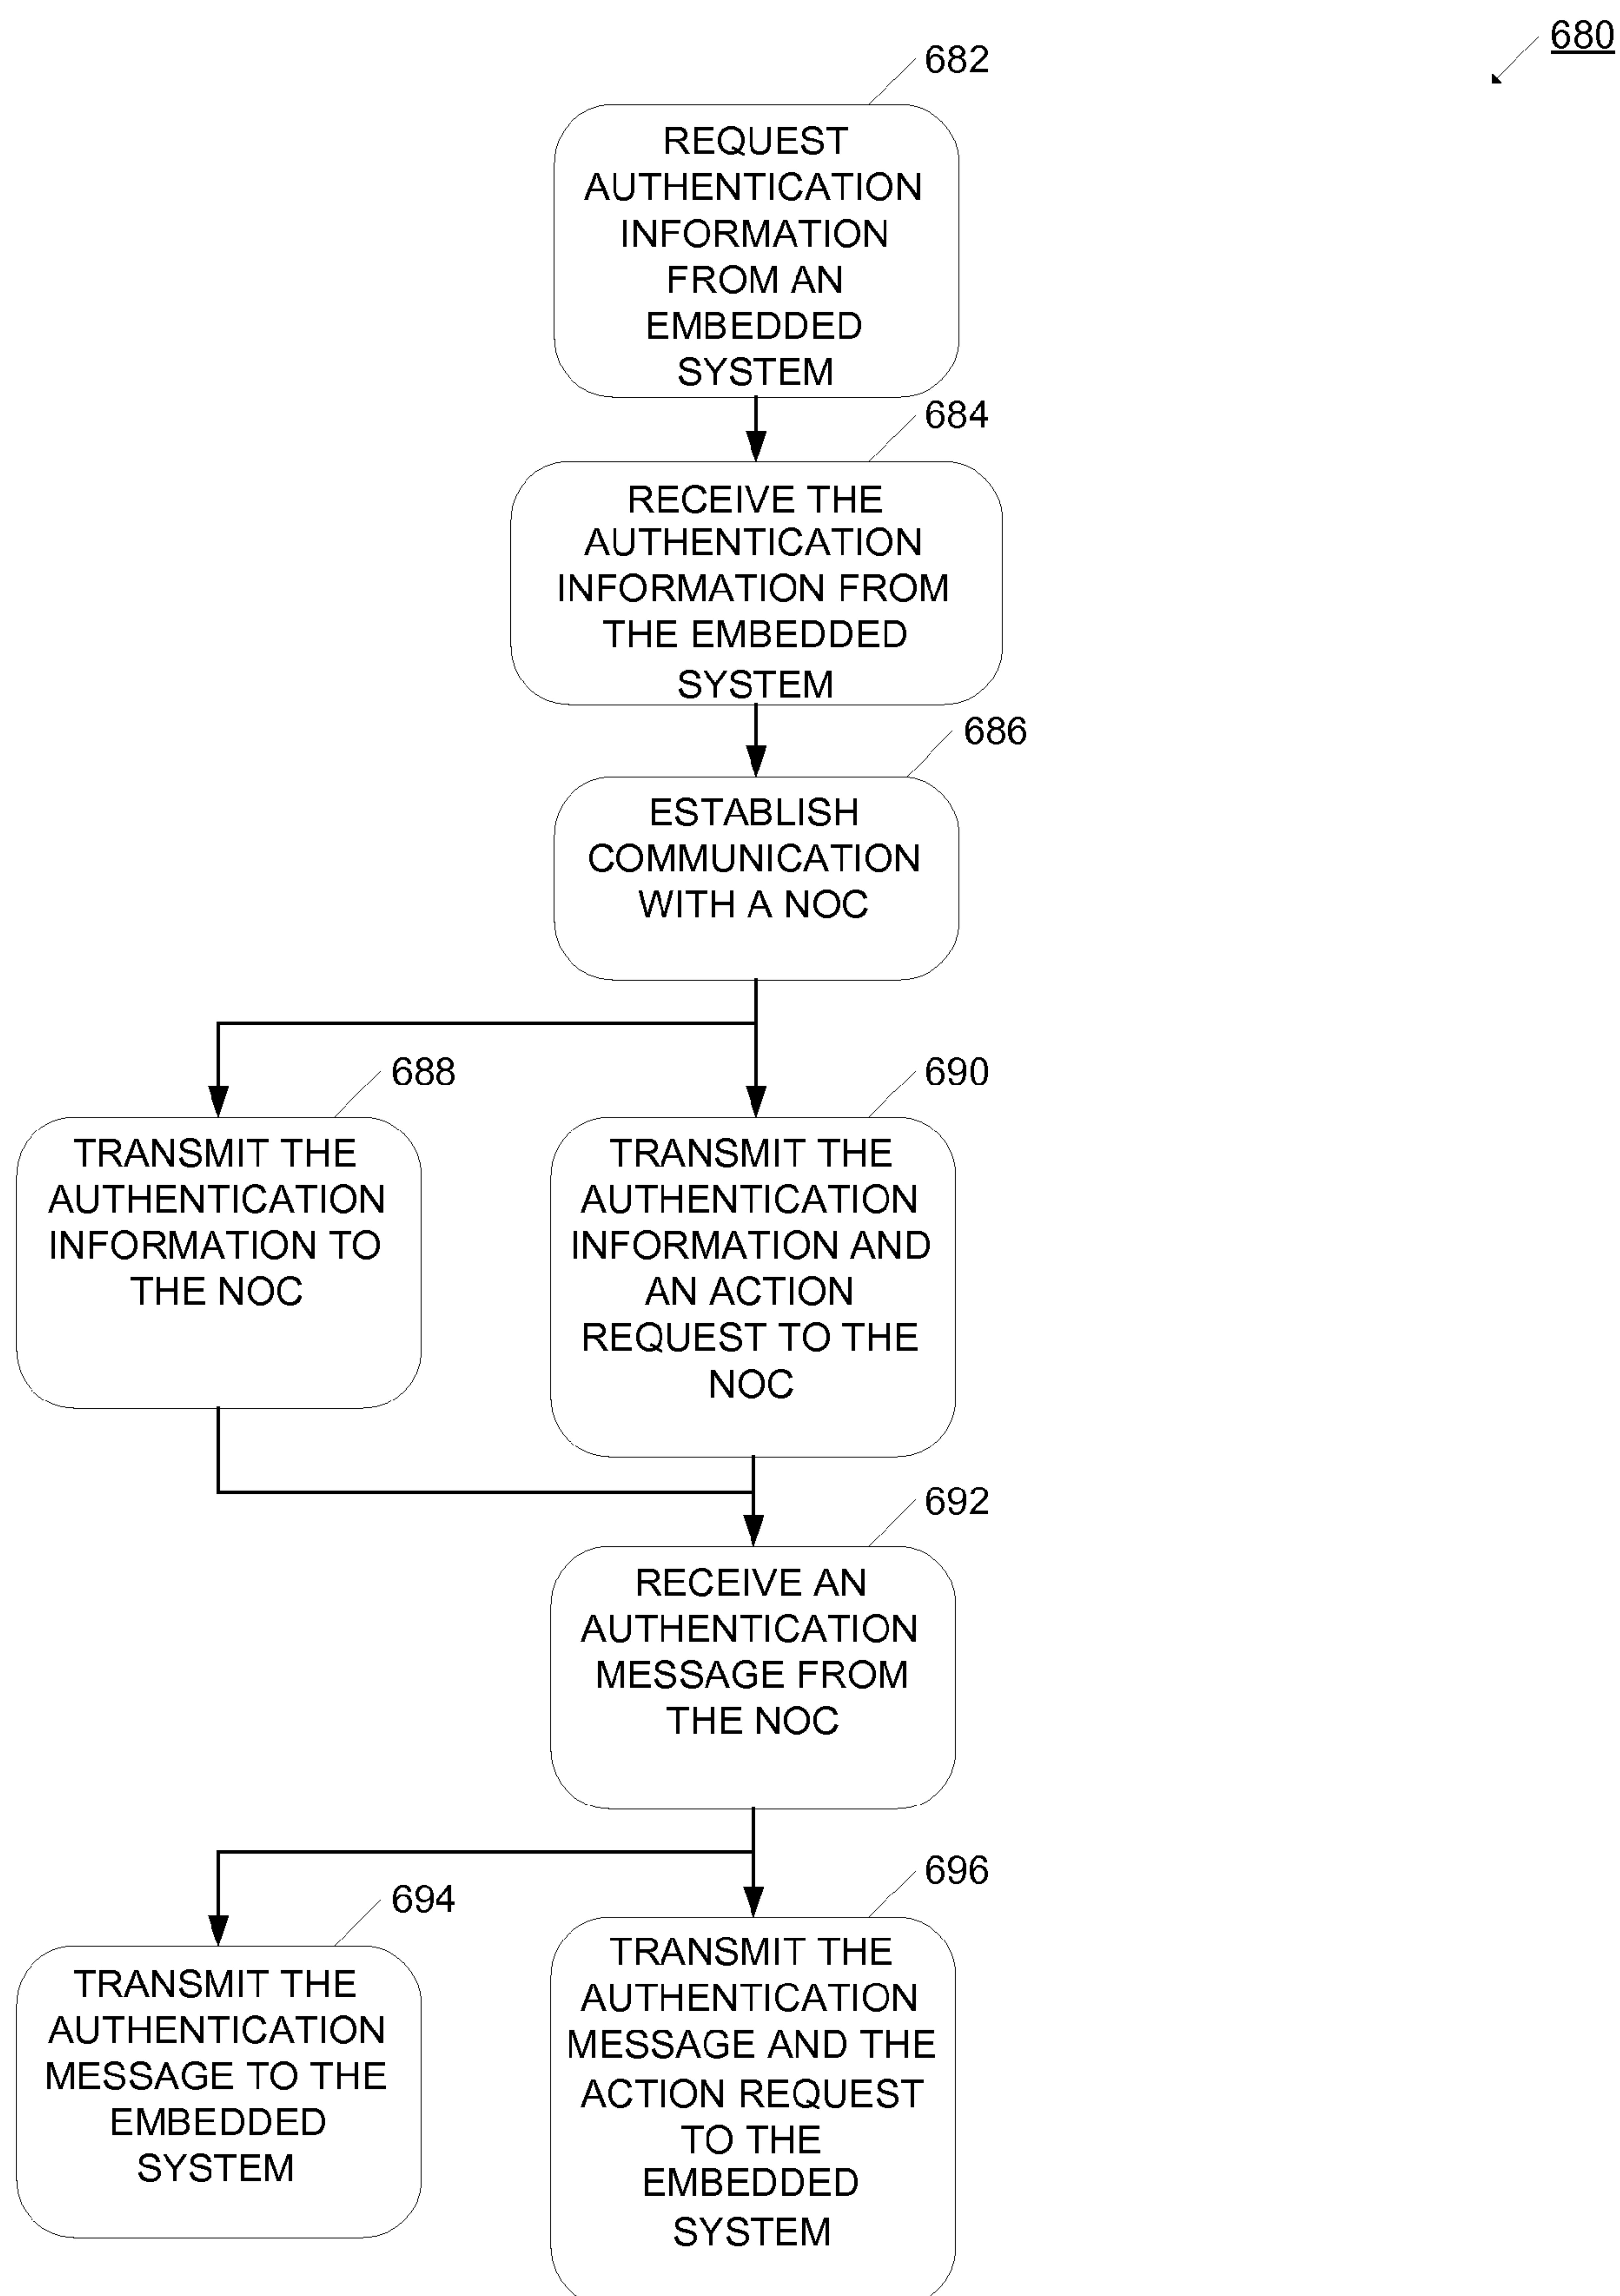 680
682
REQUEST
AUTHENTICATION
INFORMATION
FROM AN
EMBEDDED
SYSTEM
684
RECEIVE THE
AUTHENTICATION
INFORMATION FROM
THE EMBEDDED
SYSTEM
686
ESTABLISH
COMMUNICATION
WITH A NOC
688
TRANSMIT THE
AUTHENTICATION
INFORMATION TO
THE NOC
690
TRANSMIT THE
AUTHENTICATION
INFORMATION AND
AN ACTION
REQUEST TO THE
NOC
692
RECEIVE AN
AUTHENTICATION
MESSAGE FROM
THE NOC
694
TRANSMIT THE
AUTHENTICATION
MESSAGE TO THE
EMBEDDED
SYSTEM
696
TRANSMIT THE
AUTHENTICATION
MESSAGE AND THE
ACTION REQUEST
TO THE
EMBEDDED
SYSTEM